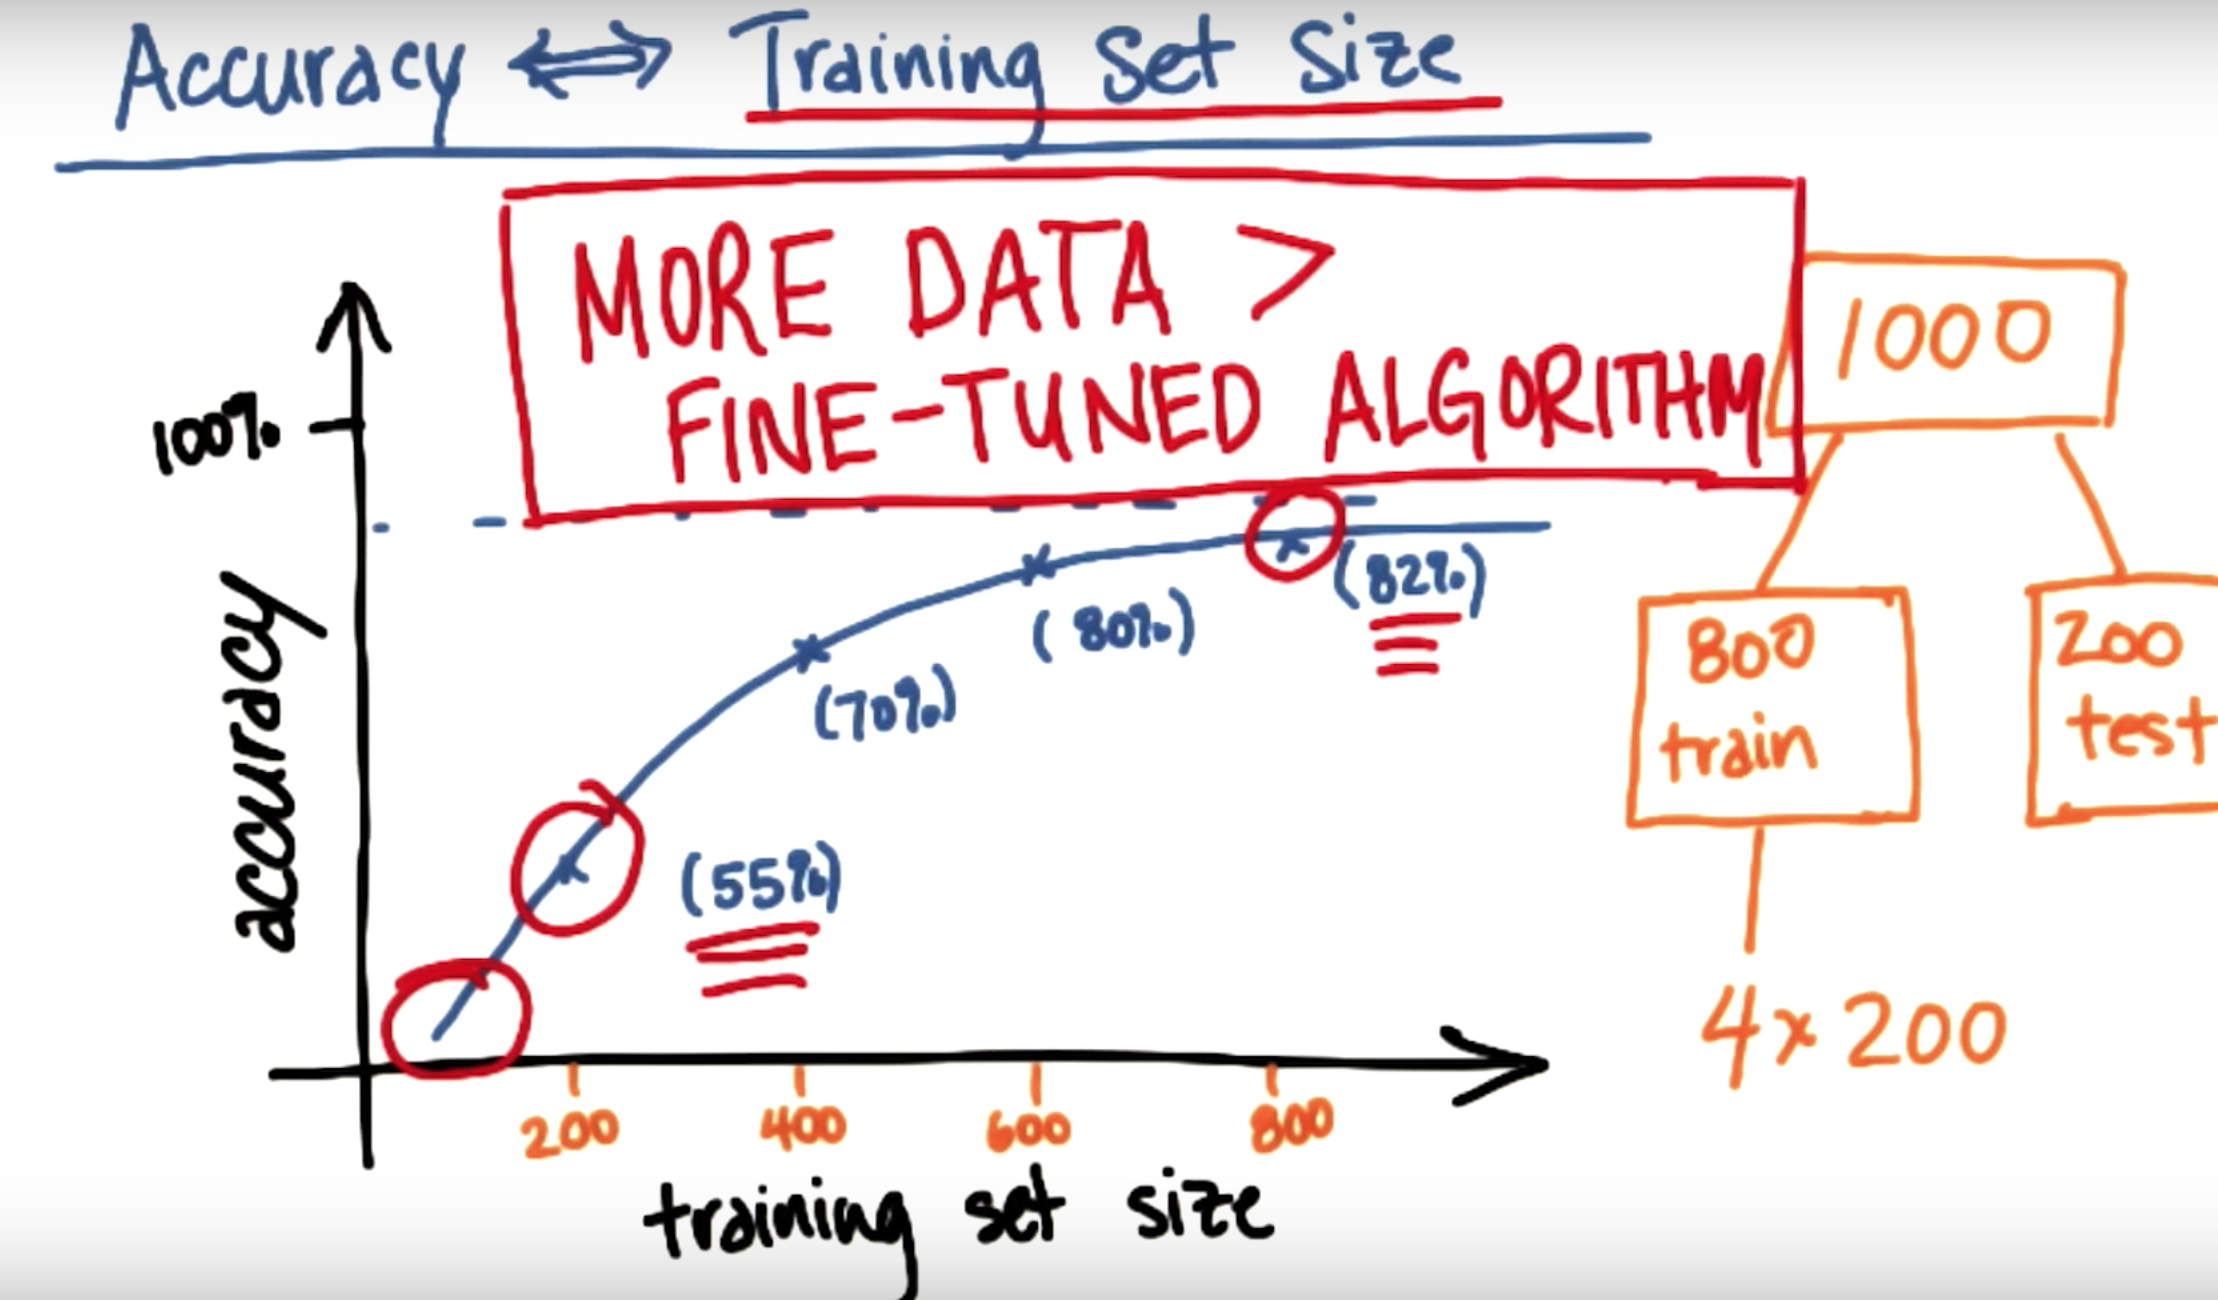 Accuracy ⇔ Training Set Size
MORE DATA >
FINE-TUNED ALGORITHM
1000
100%
(82%)
(80%)
800
train
200
test
(70%)
accuracy
(55%)
4 x 200
200 400 600 800
training set size